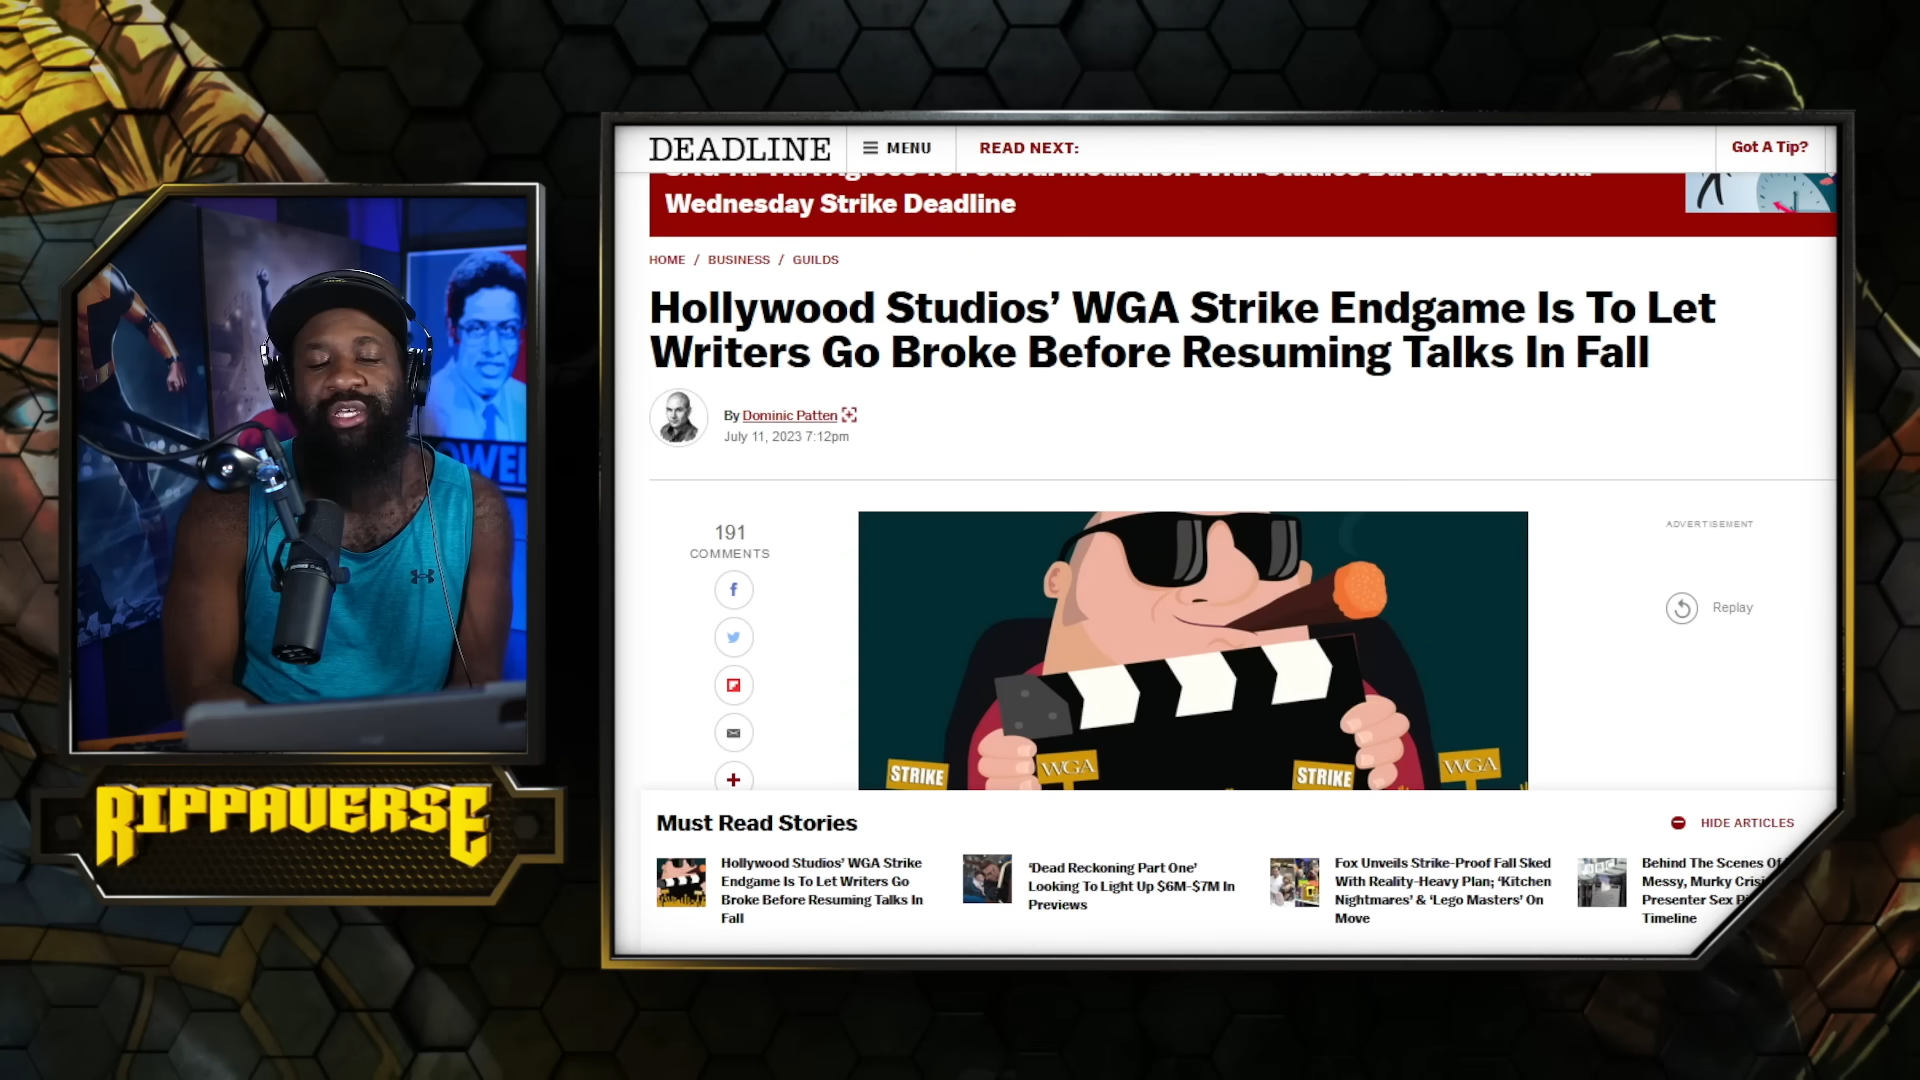 DEADLINE
MENU
READ NEXT:
Got A Tip?
Wednesday Strike Deadline
HOME / BUSINESS / GUILDS
Hollywood Studios’ WGA Strike Endgame Is To Let
Writers Go Broke Before Resuming Talks In Fall
By Dominic Patten
July 11, 2023 7:12pm
191
COMMENTS
ADVERTISEMENT
Replay
STRIKE
WGA
STRIKE
WGA
Must Read Stories
HIDE ARTICLES
Hollywood Studios’ WGA Strike
Endgame Is To Let Writers Go
Broke Before Resuming Talks In
Fall
‘Dead Reckoning Part One’
Looking To Light Up $6M-$7M In
Previews
Fox Unveils Strike-Proof Fall Sked
With Reality-Heavy Plan; ‘Kitchen
Nightmares’ & ‘Lego Masters’ On
Move
Behind The Scenes Of
Messy, Murky
Presenter Sex
Timeline
RIPPAVERSE